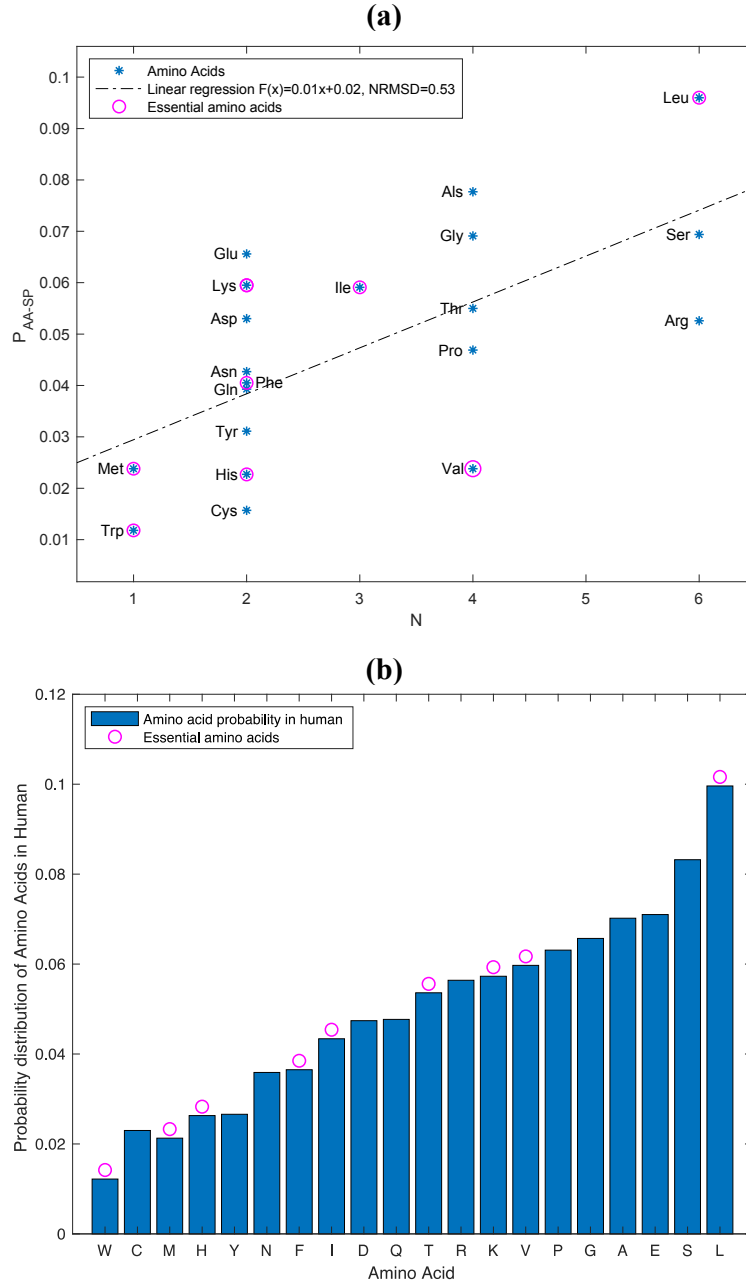 (a)
Amino Acids
Linear regression F(x)=0.01x+0.02, NRMSD=0.53
Essential amino acids
0.1
0.09
0.08
0.07
0.06
0.05
0.04
0.03
0.02
0.01
P_AA-SP
Leu
Als
Gly
Ser
Glu
Lys
Ile
Asp
Thr
Arg
Pro
Asn
Phe
Gln
Tyr
Met
His
Val
Cys
Trp
1 2 3 4 5 6
N
(b)
Amino acid probability in human
Essential amino acids
0.12
0.1
0.08
0.06
0.04
0.02
0
Probability distribution of Amino Acids in Human
W C M H Y N F I D Q T R K V P G A E S L
Amino Acid